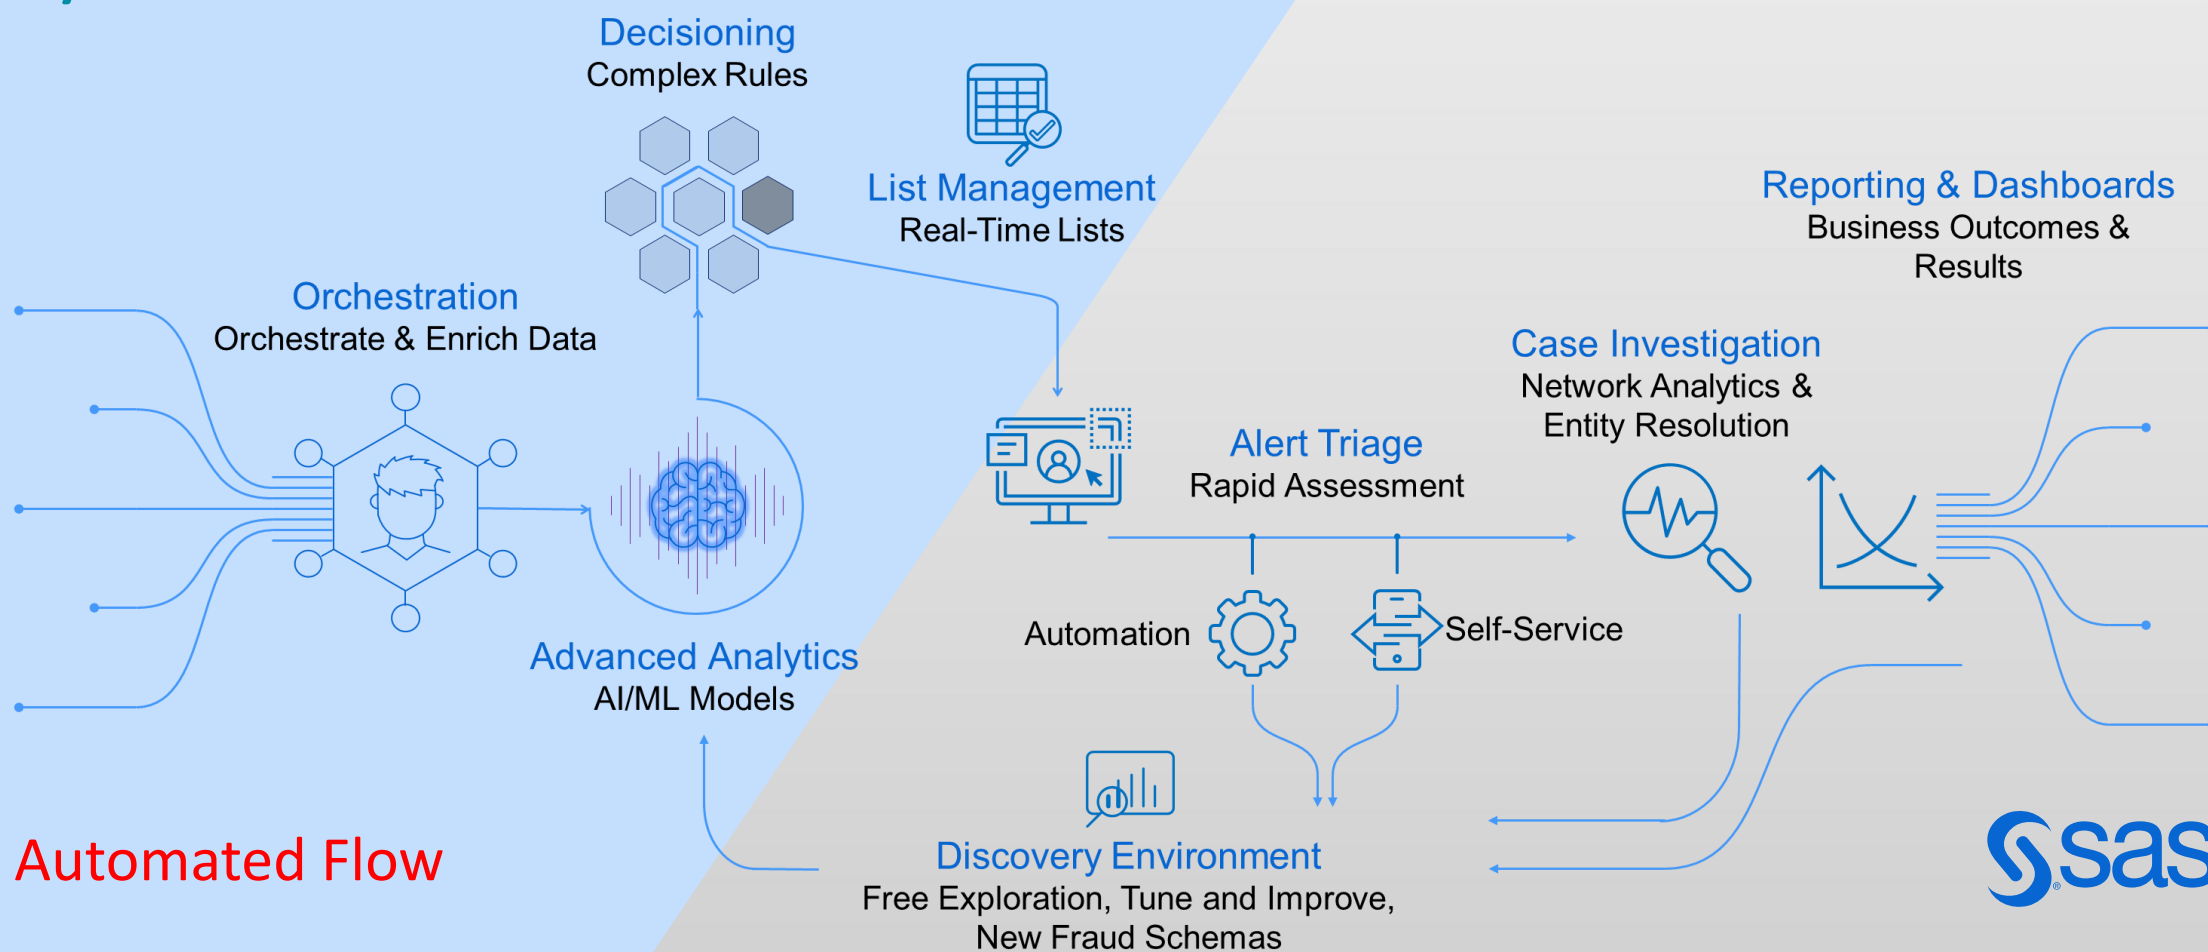 Decisioning
Complex Rules
List Management
Real-Time Lists
Reporting & Dashboards
Business Outcomes &
Results
Orchestration
Orchestrate & Enrich Data
Case Investigation
Network Analytics &
Entity Resolution
Alert Triage
Rapid Assessment
Automation
Self-Service
Advanced Analytics
AI/ML Models
Discovery Environment
Free Exploration, Tune and Improve,
New Fraud Schemas
Automated Flow
sas